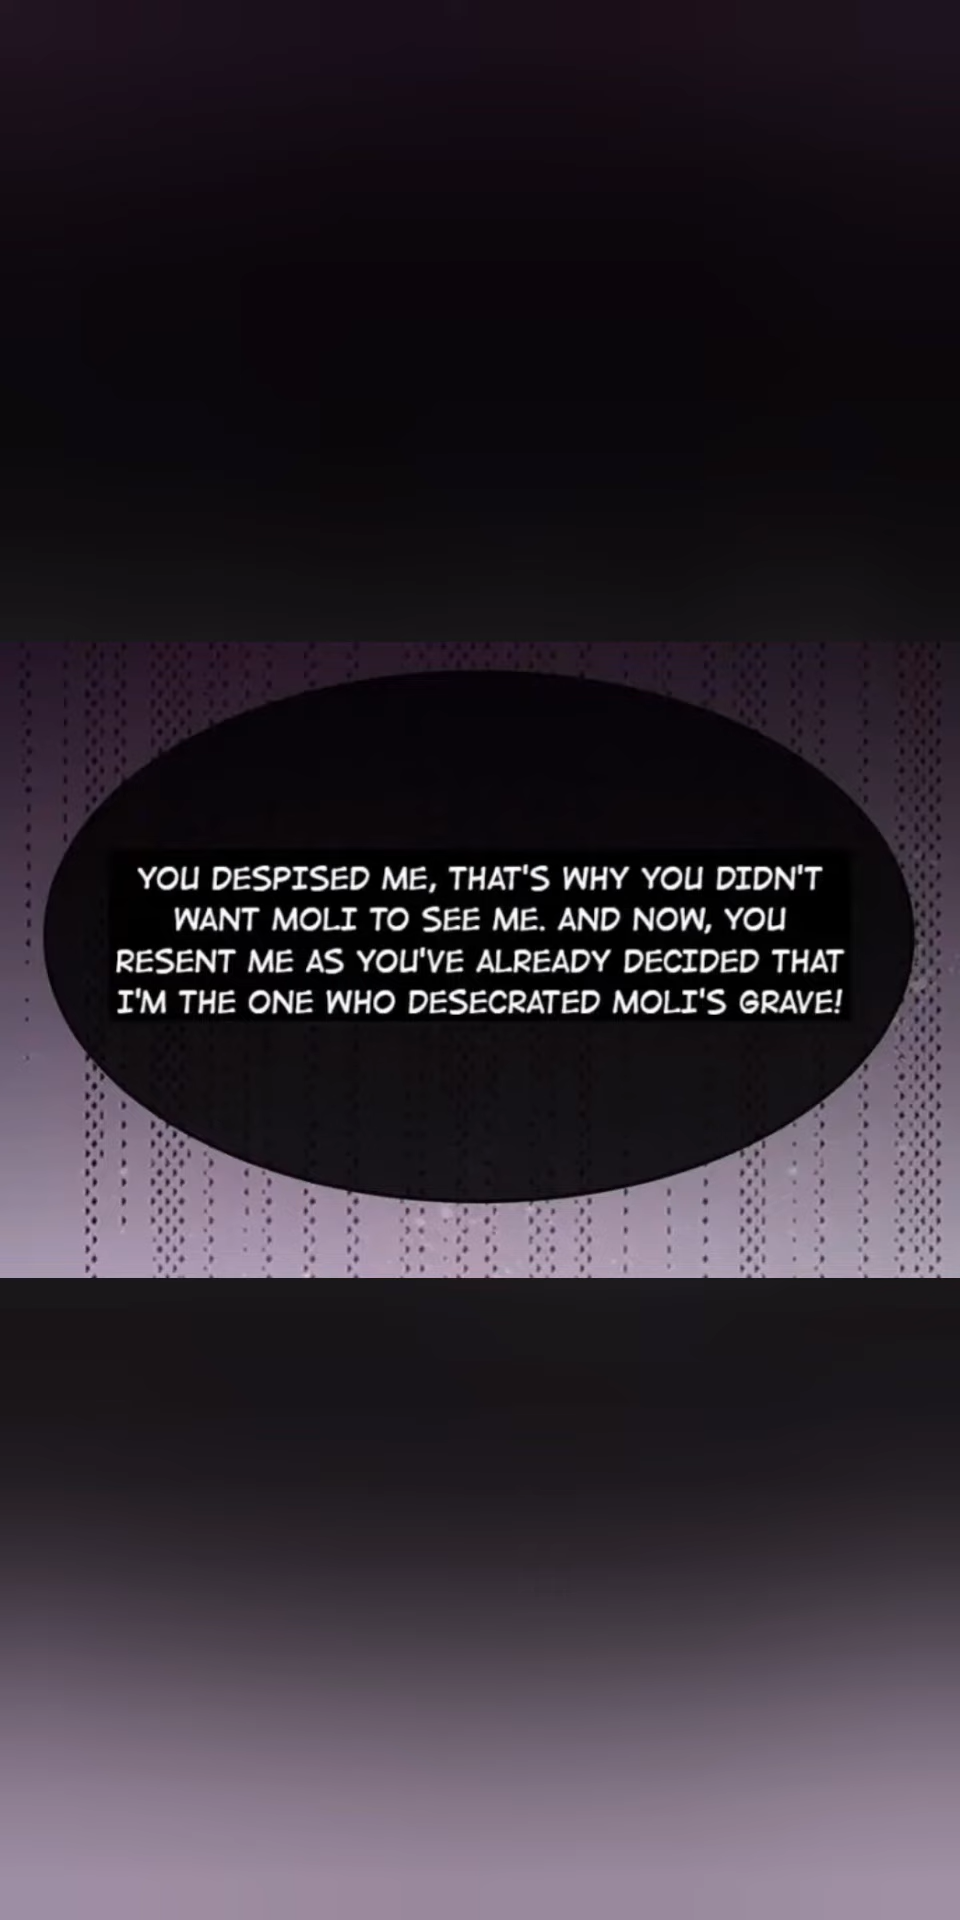 YOU DESPISED ME, THAT'S WHY YOU DIDN'T
WANT MOLI TO SEE ME. AND NOW, YOU
RESENT ME AS YOU'VE ALREADY DECIDED THAT
I'M THE ONE WHO DESECRATED MOLI'S GRAVE!